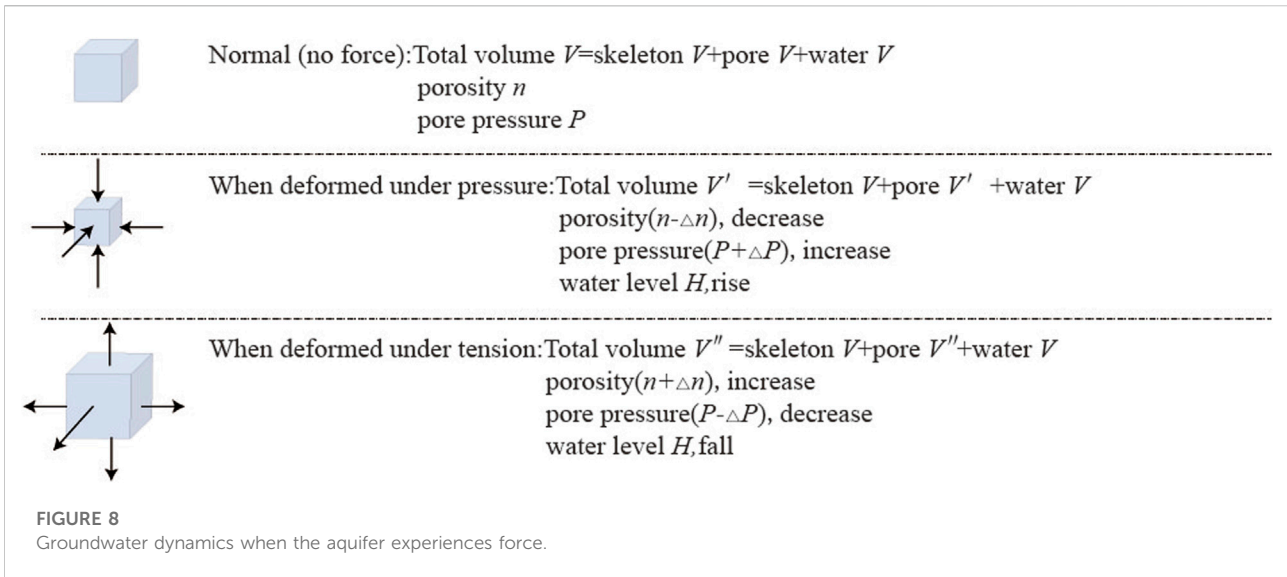 Normal (no force):Total volume V=skeleton V+pore V+water V
porosity n
pore pressure P
When deformed under pressure:Total volume V′ =skeleton V+pore V′ +water V
porosity(n-△n), decrease
pore pressure(P+△P), increase
water level H,rise
When deformed under tension:Total volume V″ =skeleton V+pore V″+water V
porosity(n+△n), increase
pore pressure(P-△P), decrease
water level H,fall
FIGURE 8
Groundwater dynamics when the aquifer experiences force.